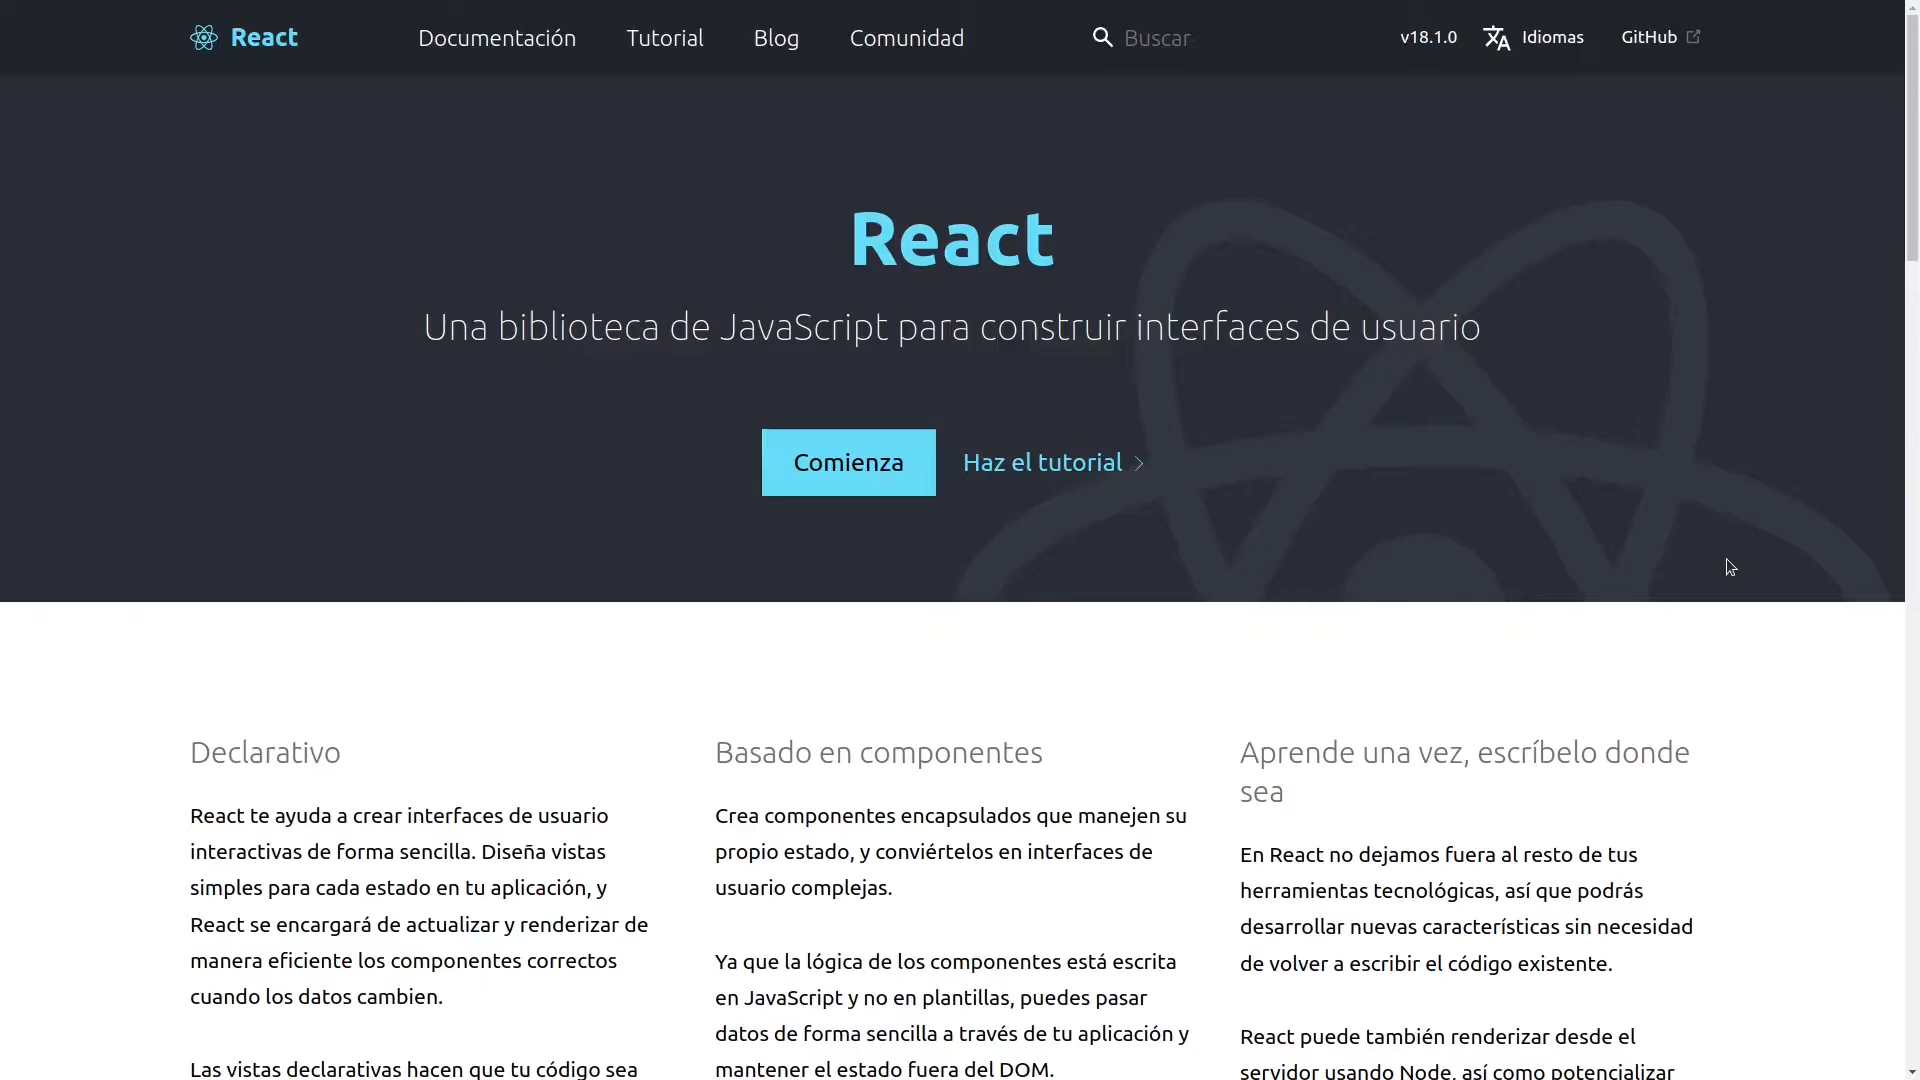 React
Documentación
Tutorial
Blog
Comunidad
Buscar
v18.1.0
Idiomas
GitHub
React
Una biblioteca de JavaScript para construir interfaces de usuario
Comienza
Haz el tutorial
Declarativo
React te ayuda a crear interfaces de usuario
interactivas de forma sencilla. Diseña vistas
simples para cada estado en tu aplicación, y
React se encargará de actualizar y renderizar de
manera eficiente los componentes correctos
cuando los datos cambien.
Las vistas declarativas hacen que tu código sea
Basado en componentes
Crea componentes encapsulados que manejen su
propio estado, y conviértelos en interfaces de
usuario complejas.
Ya que la lógica de los componentes está escrita
en JavaScript y no en plantillas, puedes pasar
datos de forma sencilla a través de tu aplicación y
mantener el estado fuera del DOM.
Aprende una vez, escríbelo donde
sea
En React no dejamos fuera al resto de tus
herramientas tecnológicas, así que podrás
desarrollar nuevas características sin necesidad
de volver a escribir el código existente.
React puede también renderizar desde el
servidor usando Node, así como potencializar